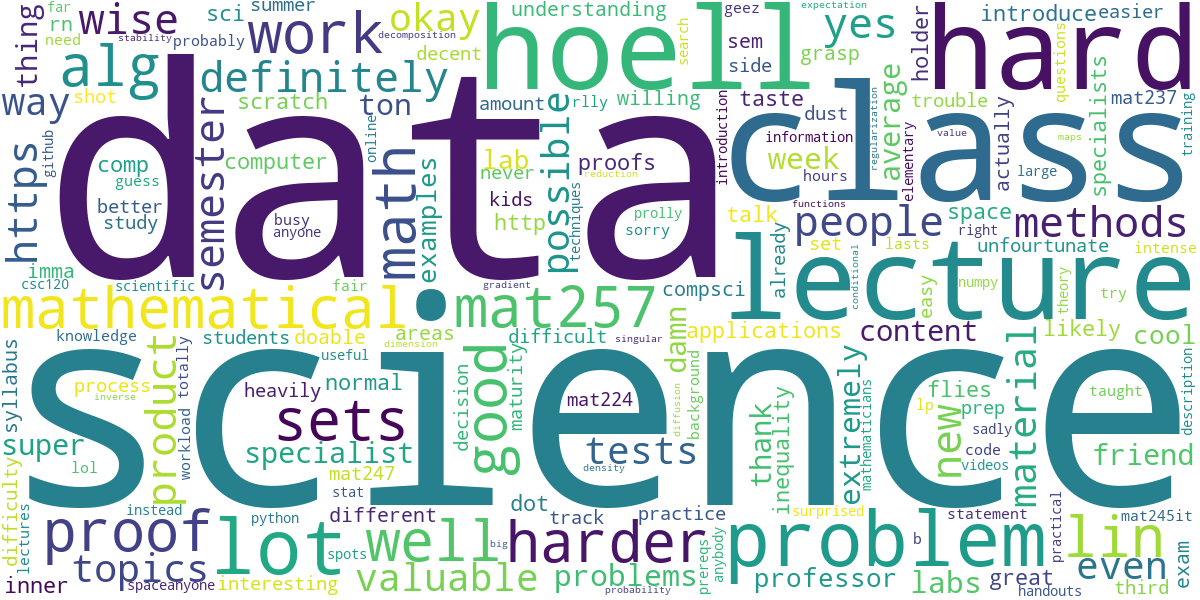 data
science
class
hard
hoell
lecture
work
wise
okay
yes
alg
definitely
sci
summer
rn
probably
far
need
stability
decomposition
understanding
geez
expectation
introduce
easier
thing
way
shot
scratch
ton
decent
search
sem
side
grasp
holder
questions
average
trouble
mat237
specialists
training
https
github
comp
guess
better
study
semester
computer
busy
anyone
math
online
examples
amount
rlly
willing
lab
never
kids
http
possible
techniques
proofs
reduction
prolly
sorry
introduction
taste
dust
information
week
hours
regularization
functions
elementary
value
actually
large
maps
people
space
right
methods
talk
set
lasts
already
conditional
unfourtunate
intense
easy
numpy
theory
try
imma
csc120
scientific
fair
gradient
mathematical
mat257
compsci
knowledge
students
doable
areas
difficult
singular
damn
applications
content
likely
cool
syllabus
process
inverse
product
totally
workload
useful
dimension
heavily
normal
decision
maturity
good
mat224
diffusion
background
extremely
mathematicians
flies
lp
prep
sadly
code
videos
new
material
taught
description
friend
super
lol
sets
specialist
mat247
stat
tests
density
thank
inequality
difficulty
lectures
instead
proof
topics
inner
spaceanyone
lot
python
spots
interesting
different
well
valuable
dot
track
practice
harder
big
problems
probability
prereqs
anybody
surprised
problem
professor
labs
statement
b
great
handouts
practical
lin
mat245it
even
third
exam